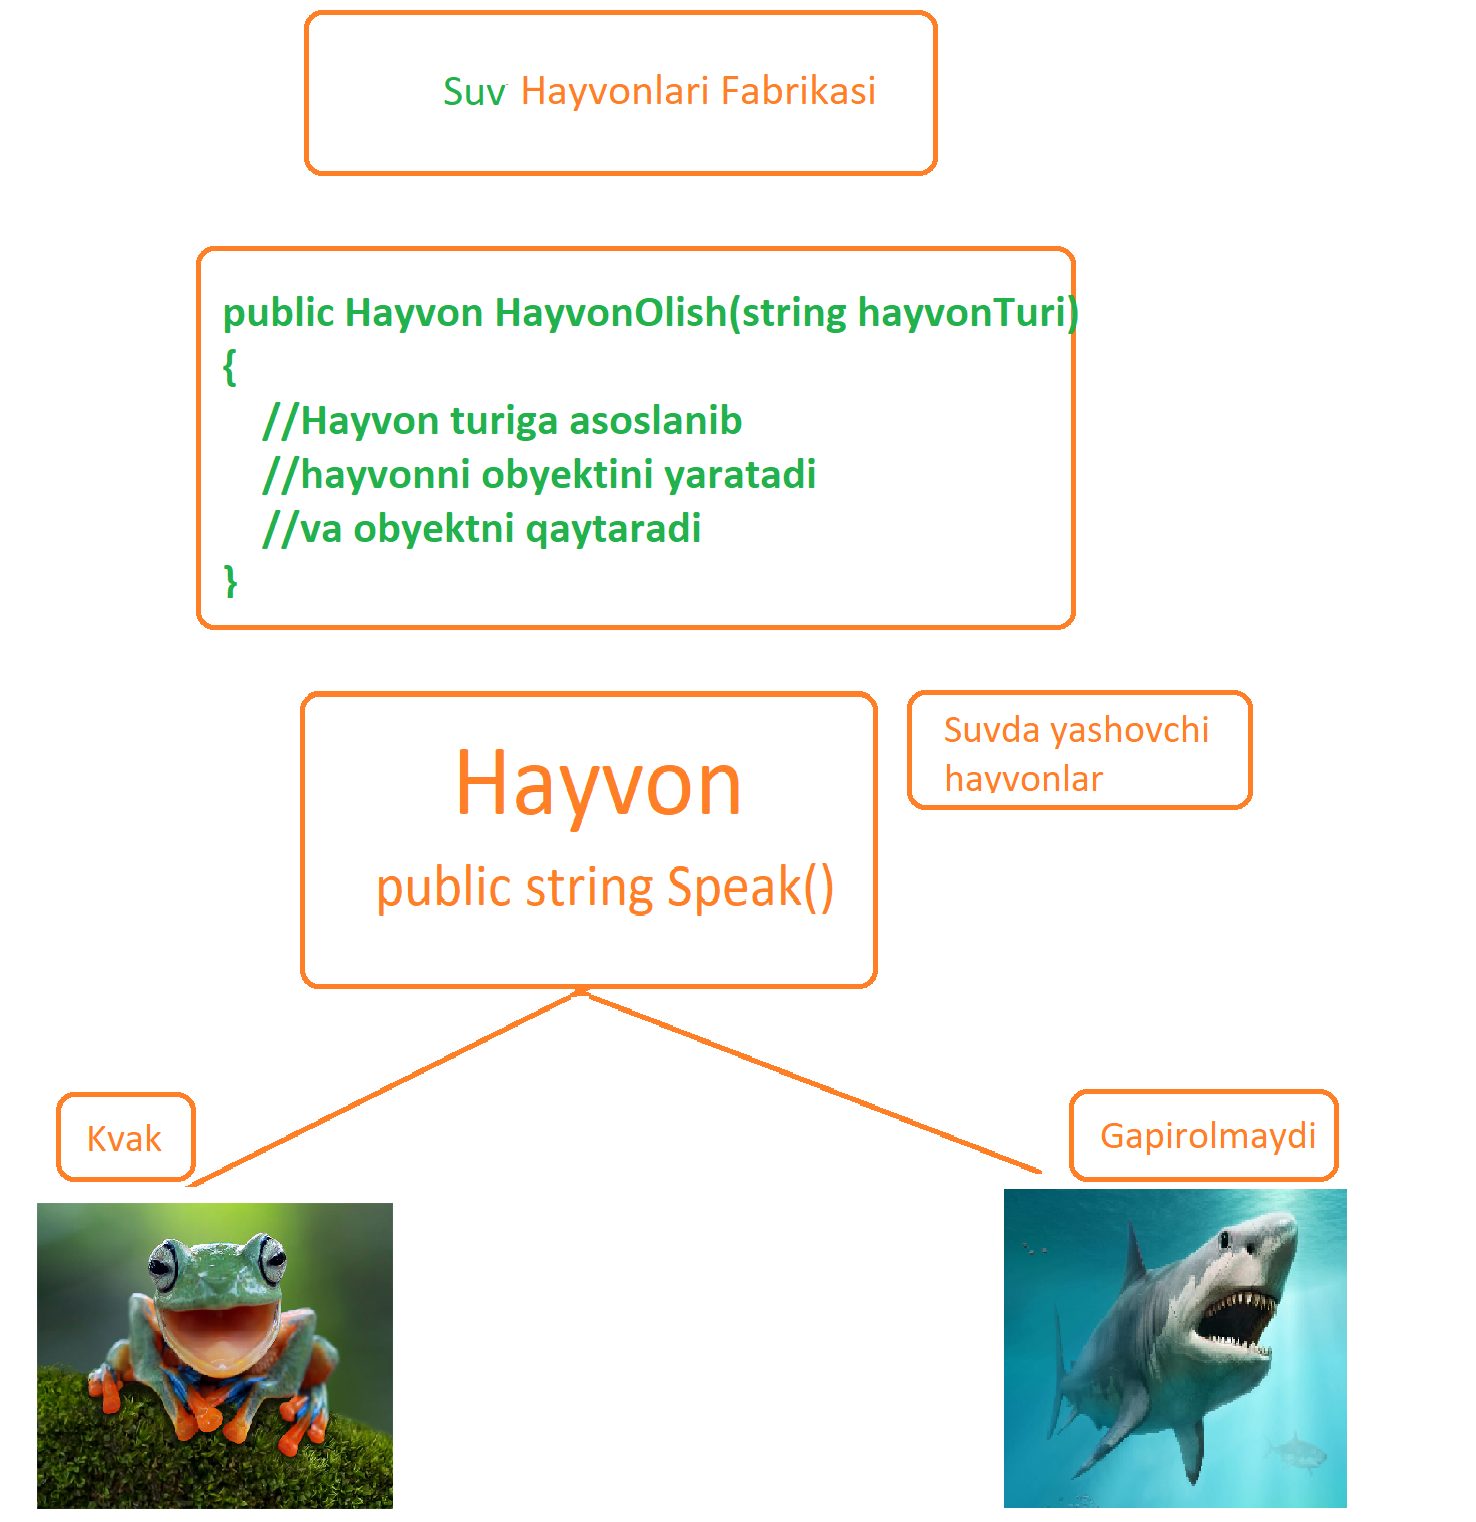 Suv Hayvonlari Fabrikasi
public Hayvon HayvonOlish(string hayvonTuri)
{
//Hayvon turiga asoslanib
//hayvonni obyektini yaratadi
//va obyektni qaytaradi
}
Hayvon
public string Speak()
Suvda yashovchi
hayvonlar
Kvak
Gapirolmaydi